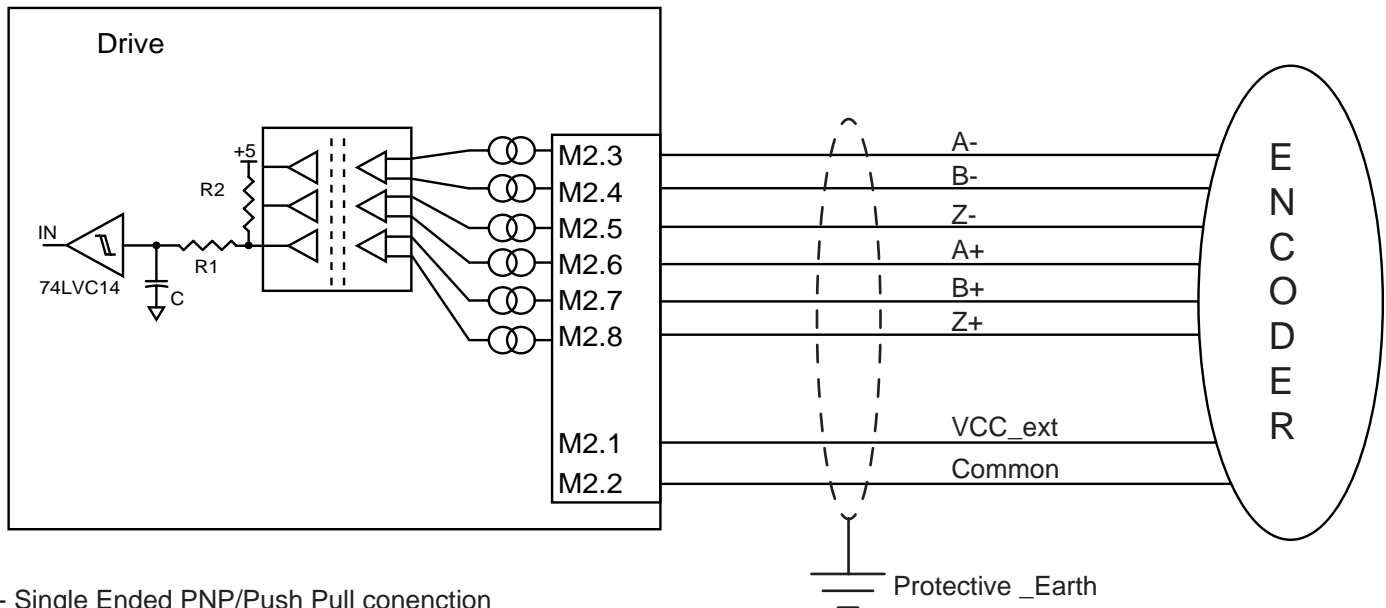 Drive
+5
R2
IN
R1
74LVC14
C
M2.3
M2.4
M2.5
M2.6
M2.7
M2.8
M2.1
M2.2
A-
B-
Z-
A+
B+
Z+
VCC_ext
Common
E
N
C
O
D
E
R
- Single Ended PNP/Push Pull conenction
Protective _Earth